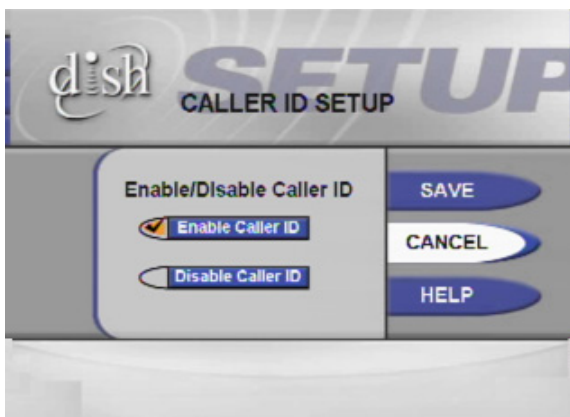 dish
SETUP
CALLER ID SETUP
Enable/Disable Caller ID
Enable Caller ID
Disable Caller ID
SAVE
CANCEL
HELP